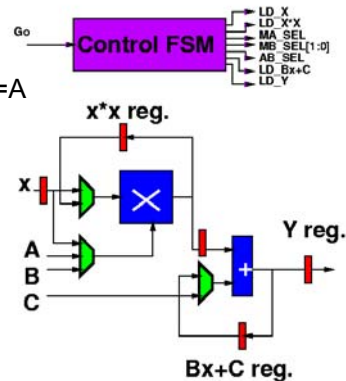 Go
Control FSM
LD_X
LD_X*X
MA_SEL
MB_SEL[1:0]
AB_SEL
LD_Bx+C
LD_Y
=A
x*x reg.
x
A
B
C
+
Y reg.
Bx+C reg.